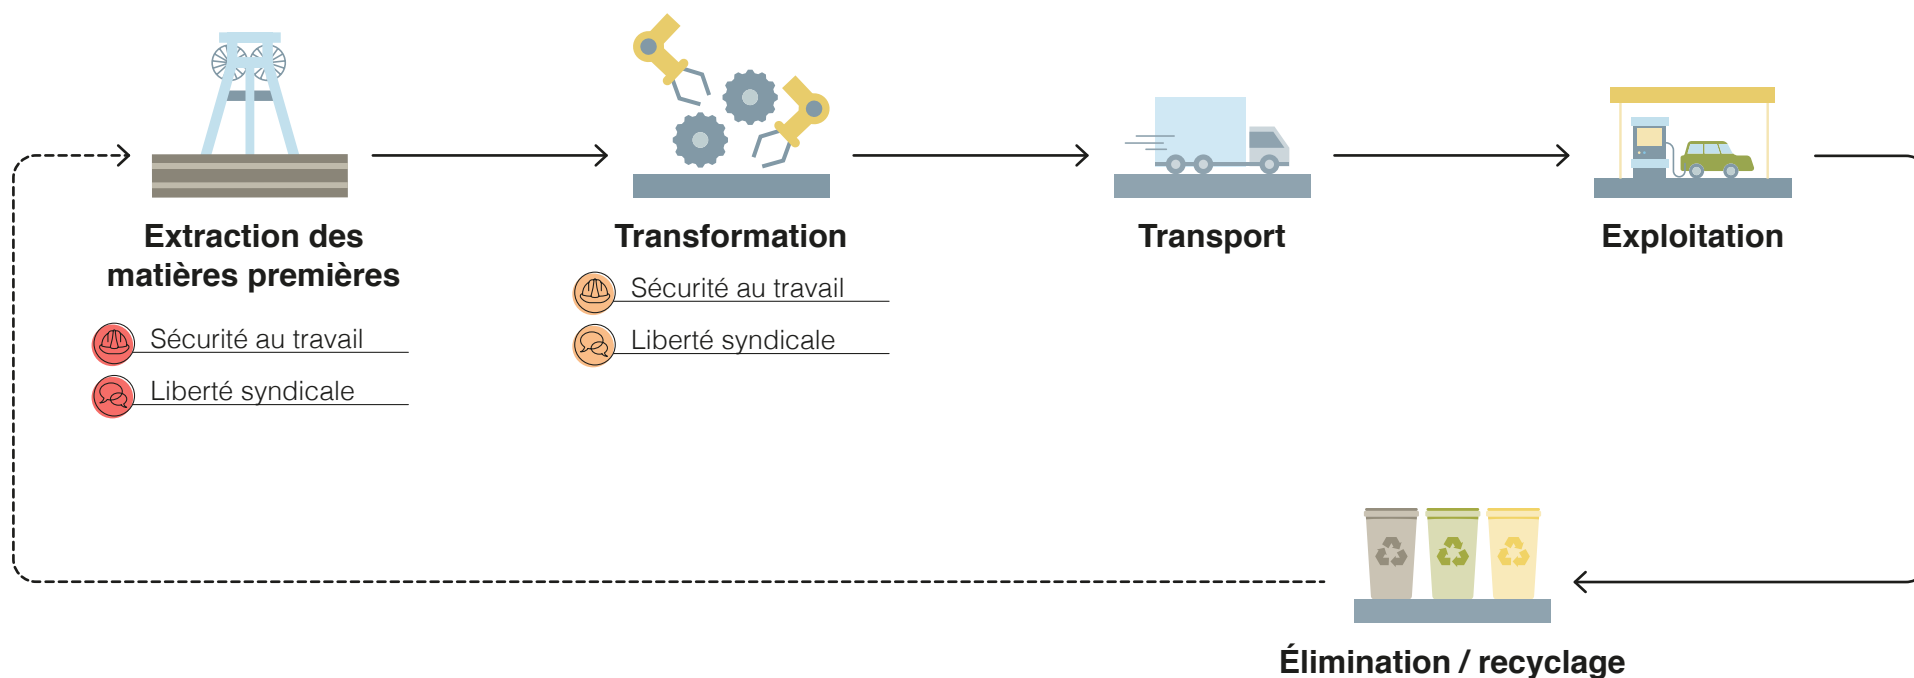 Extraction des
matières premières
Sécurité au travail
Liberté syndicale
Transformation
Sécurité au travail
Liberté syndicale
Transport
Exploitation
Élimination / recyclage